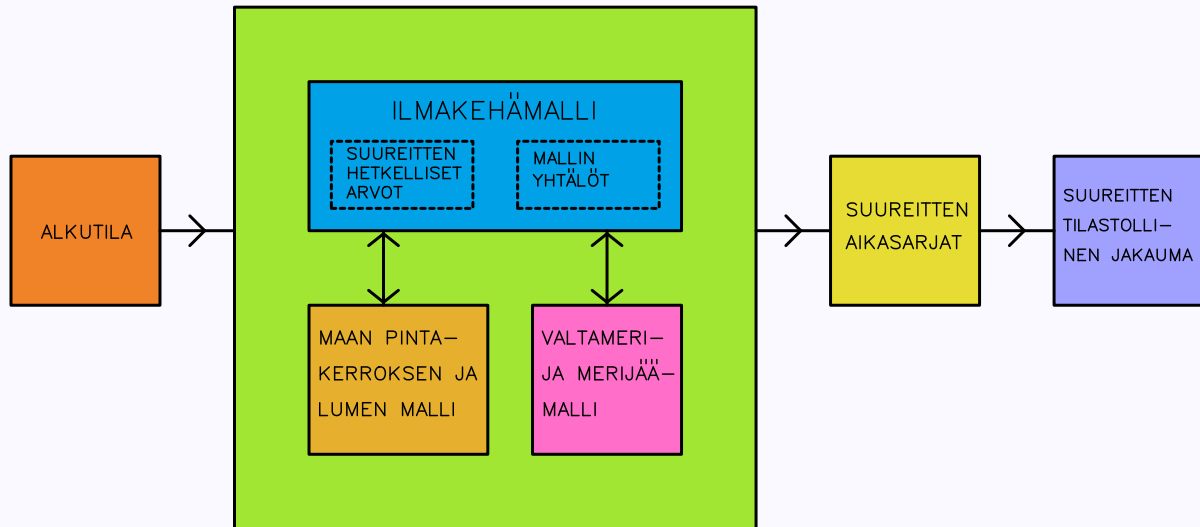 ALKUTILA
ILMAKEHÄMALLI
SUUREITTEN
HETKELLISET
ARVOT
MALLIN
YHTÄLÖT
MAAN PINTA–
KERROKSEN JA
LUMEN MALLI
VALTAMERI–
JA MERIJÄÄ–
MALLI
SUUREITTEN
AIKASARJAT
SUUREITTEN
TILASTOLLI–
NEN JAKAUMA